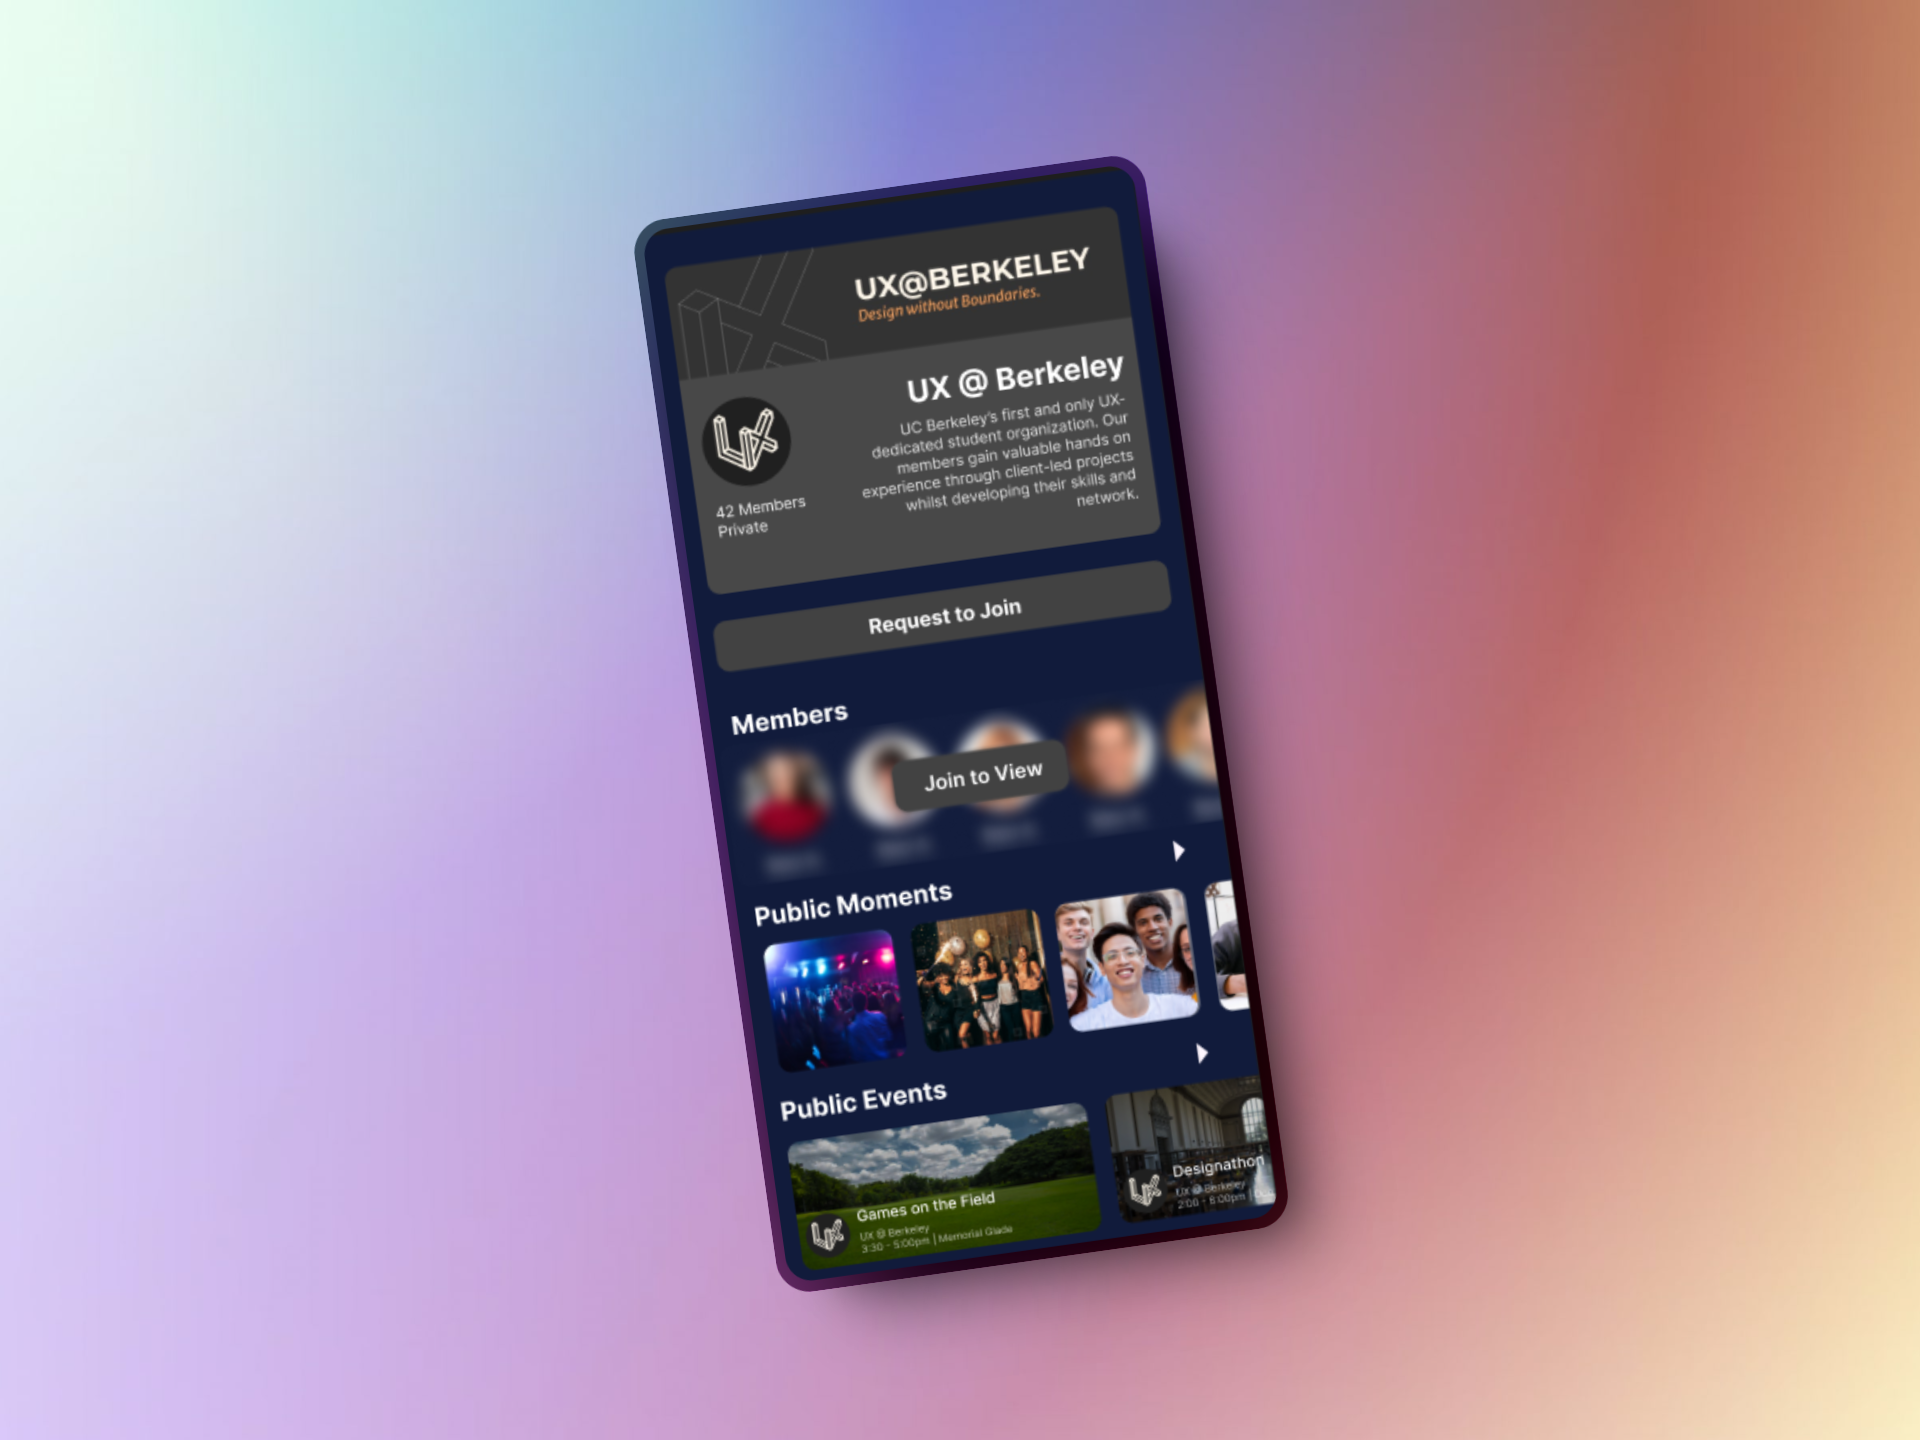 UX@BERKELEY
Design without Boundaries.
UX @ Berkeley
UC Berkeley's first and only UX-
dedicated student organization. Our
members gain valuable hands on
experience through client-led projects
whilst developing their skills and
network.
42 Members
Private
Request to Join
Members
Join to View
Public Moments
Public Events
Games on the Field
UX @ Berkeley
3:30 - 5:00pm | Memorial Glade
Designathon
UX @ Berkeley
2:00 - 8:00pm |